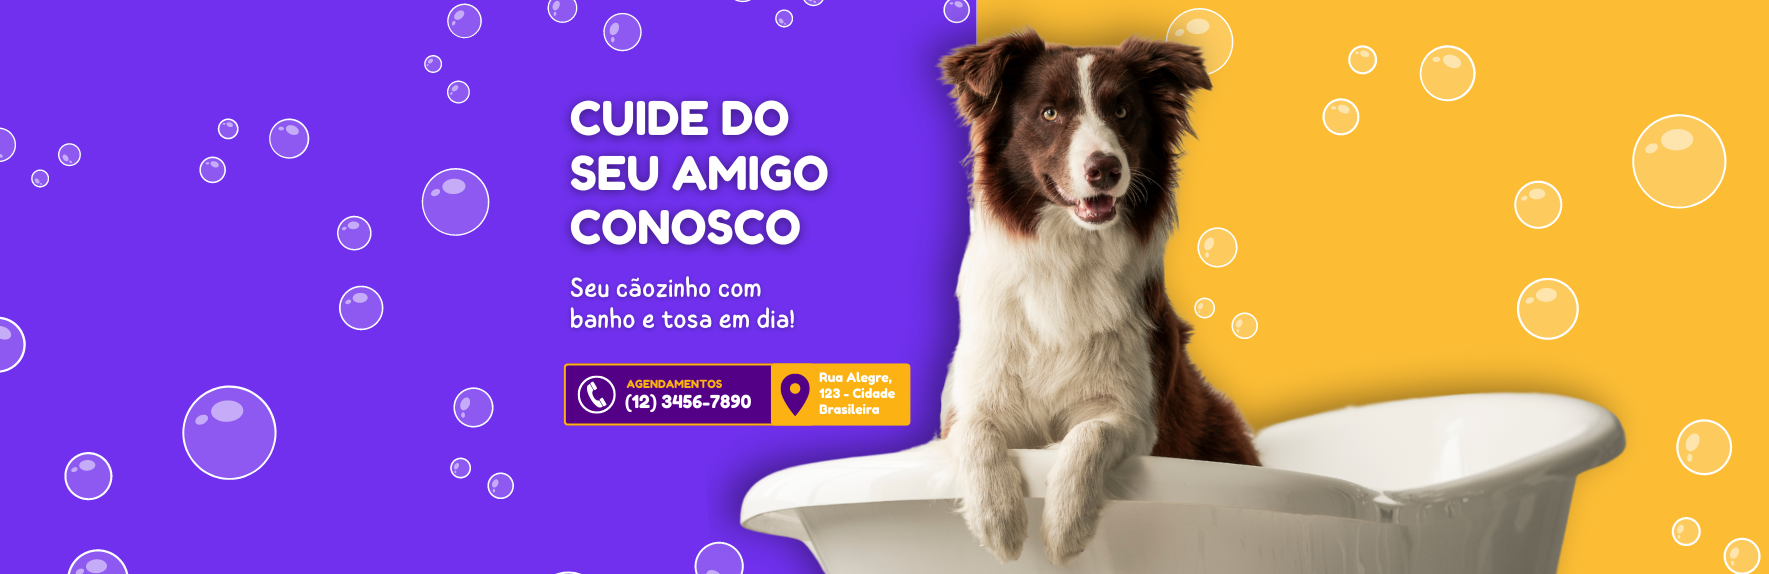 CUIDE DO
SEU AMIGO
CONOSCO
Seu cãozinho com
banho e tosa em dia!
AGENDAMENTOS
(12) 3456-7890
Rua Alegre,
123 - Cidade
Brasileira